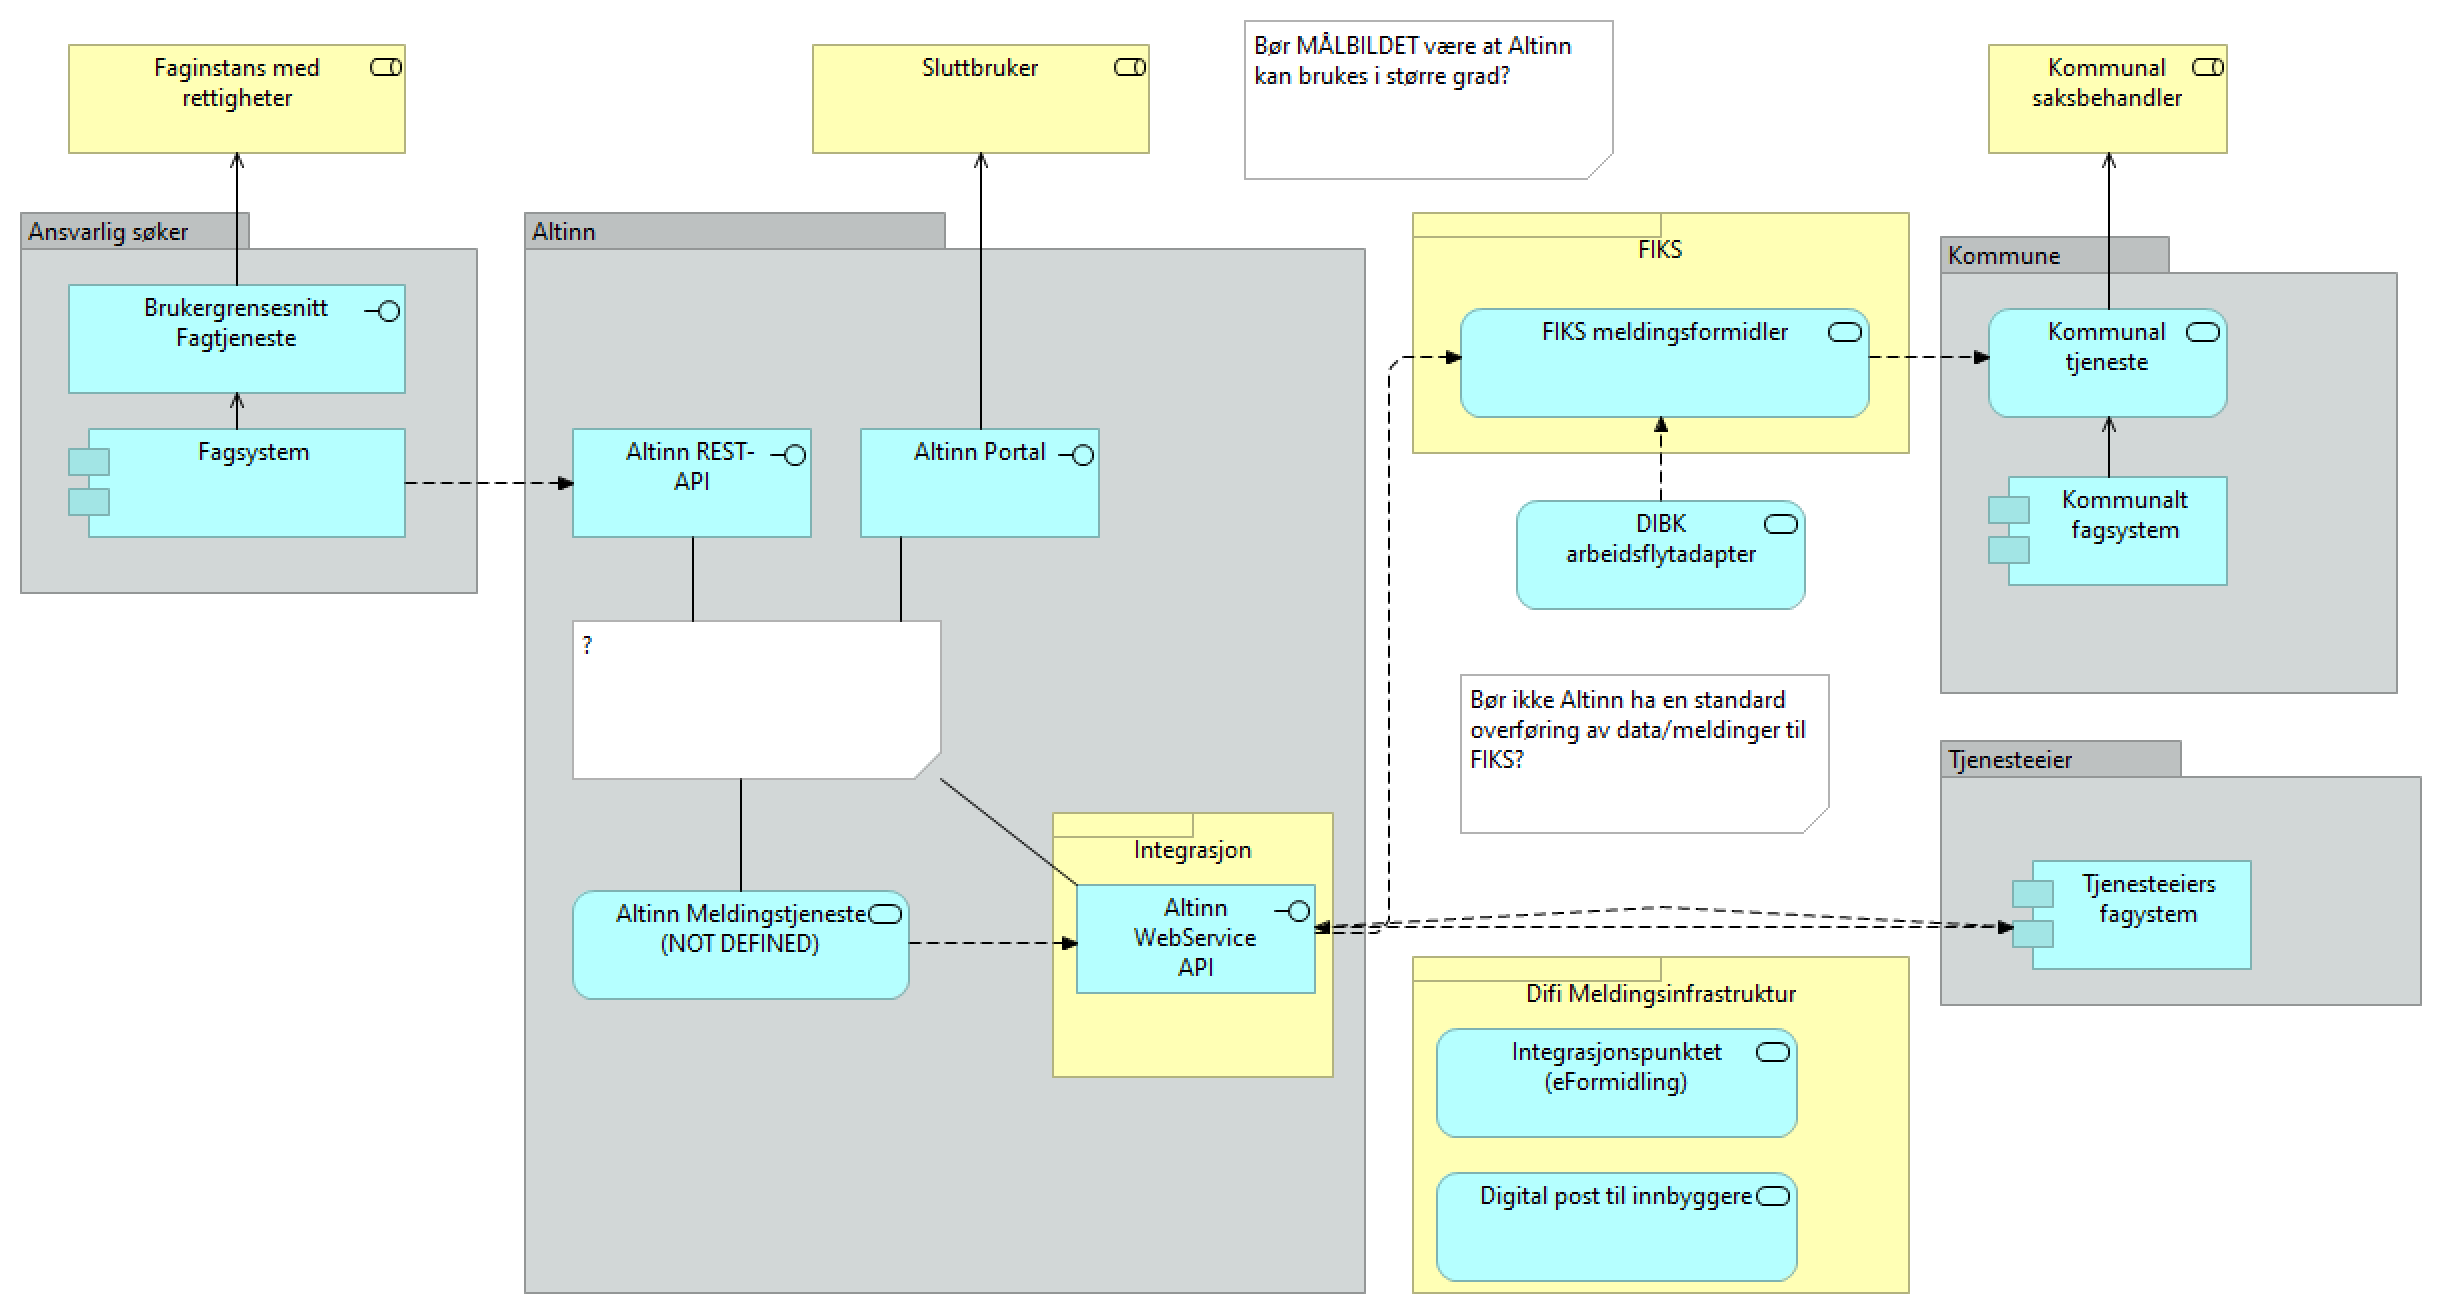 Faginstans med
rettigheter
Sluttbruker
Bør MÅLBILDET være at Altinn
kan brukes i større grad?
Kommunal
saksbehandler
Ansvarlig søker
Brukergrensesnitt
Fagtjeneste
Fagsystem
Altinn
Altinn REST-
API
Altinn Portal
?
Altinn Meldingstjeneste
(NOT DEFINED)
Integrasjon
Altinn
WebService
API
FIKS
FIKS meldingsformidler
DIBK
arbeidsflytadapter
Bør ikke Altinn ha en standard
overføring av data/meldinger til
FIKS?
Difi Meldingsinfrastruktur
Integrasjonspunktet
(eFormidling)
Digital post til innbyggere
Kommune
Kommunal
tjeneste
Kommunalt
fagsystem
Tjenesteeier
Tjenesteeiers
fagystem